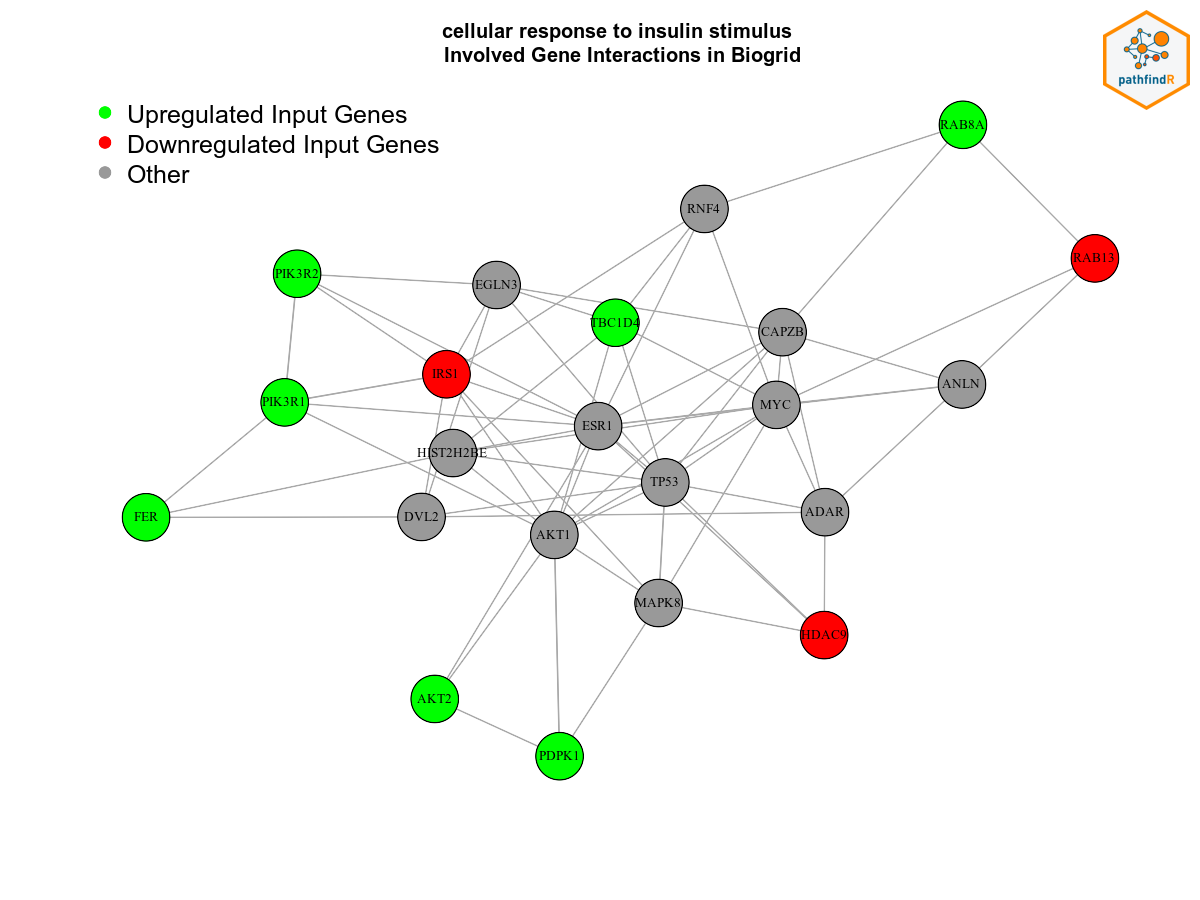 cellular response to insulin stimulus
Involved Gene Interactions in Biogrid
pathfindR
Upregulated Input Genes
Downregulated Input Genes
Other
RAB8A
RNF4
RAB13
PIK3R2
EGLN3
TBC1D4
CAPZB
IRS1
ANLN
PIK3R1
MYC
ESR1
HIST2H2BE
TP53
FER
DVL2
ADAR
AKT1
MAPK8
HDAC9
AKT2
PDPK1